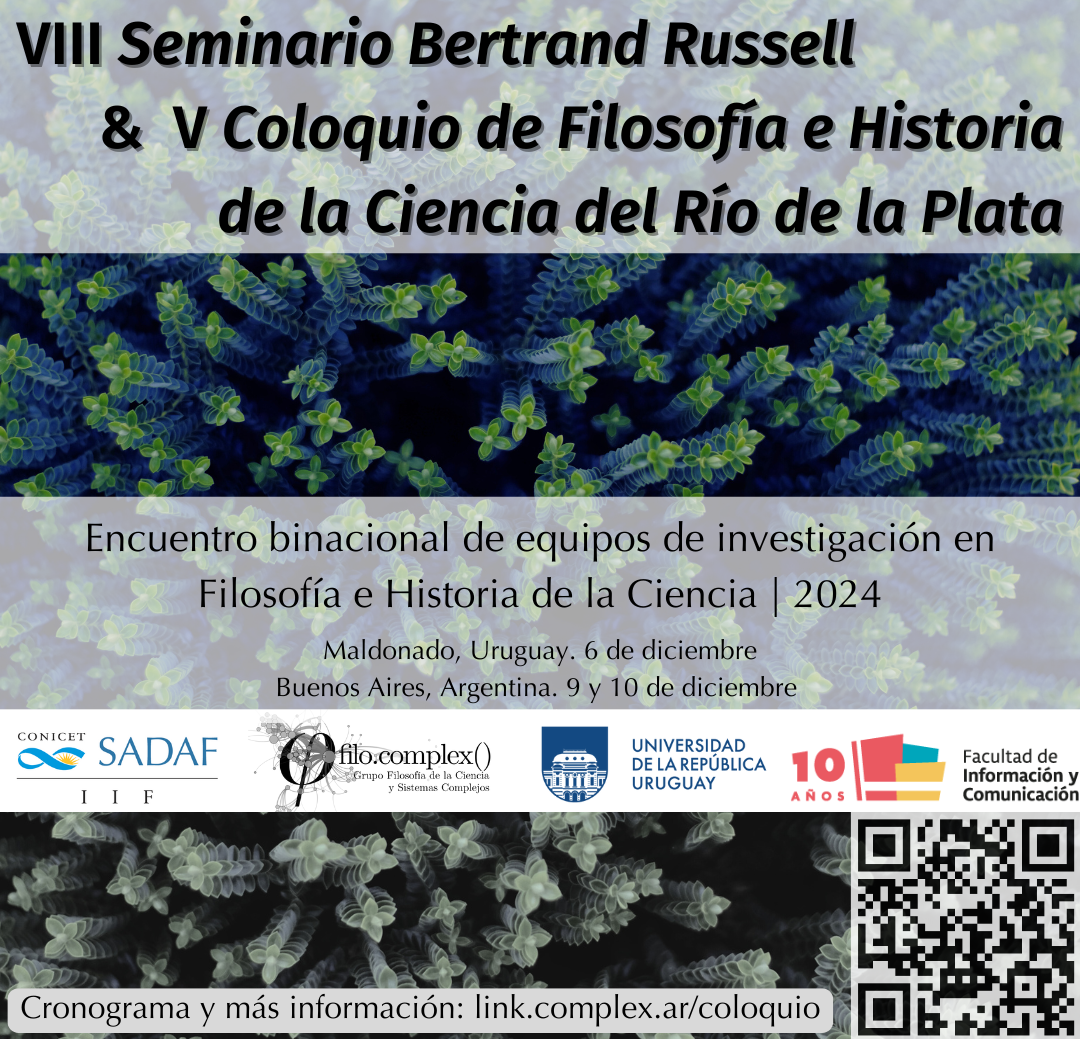 VIII Seminario Bertrand Russell
& V Coloquio de Filosofía e Historia
de la Ciencia del Río de la Plata
Encuentro binacional de equipos de investigación en
Filosofía e Historia de la Ciencia | 2024
Maldonado, Uruguay. 6 de diciembre
Buenos Aires, Argentina. 9 y 10 de diciembre
CONICET
SADAF
I I F
filo.complex()
Grupo Filosofía de la Ciencia
y Sistemas Complejos
UNIVERSIDAD
DE LA REPÚBLICA
URUGUAY
10
AÑOS
Facultad de
Información y
Comunicación
Cronograma y más información: link.complex.ar/coloquio